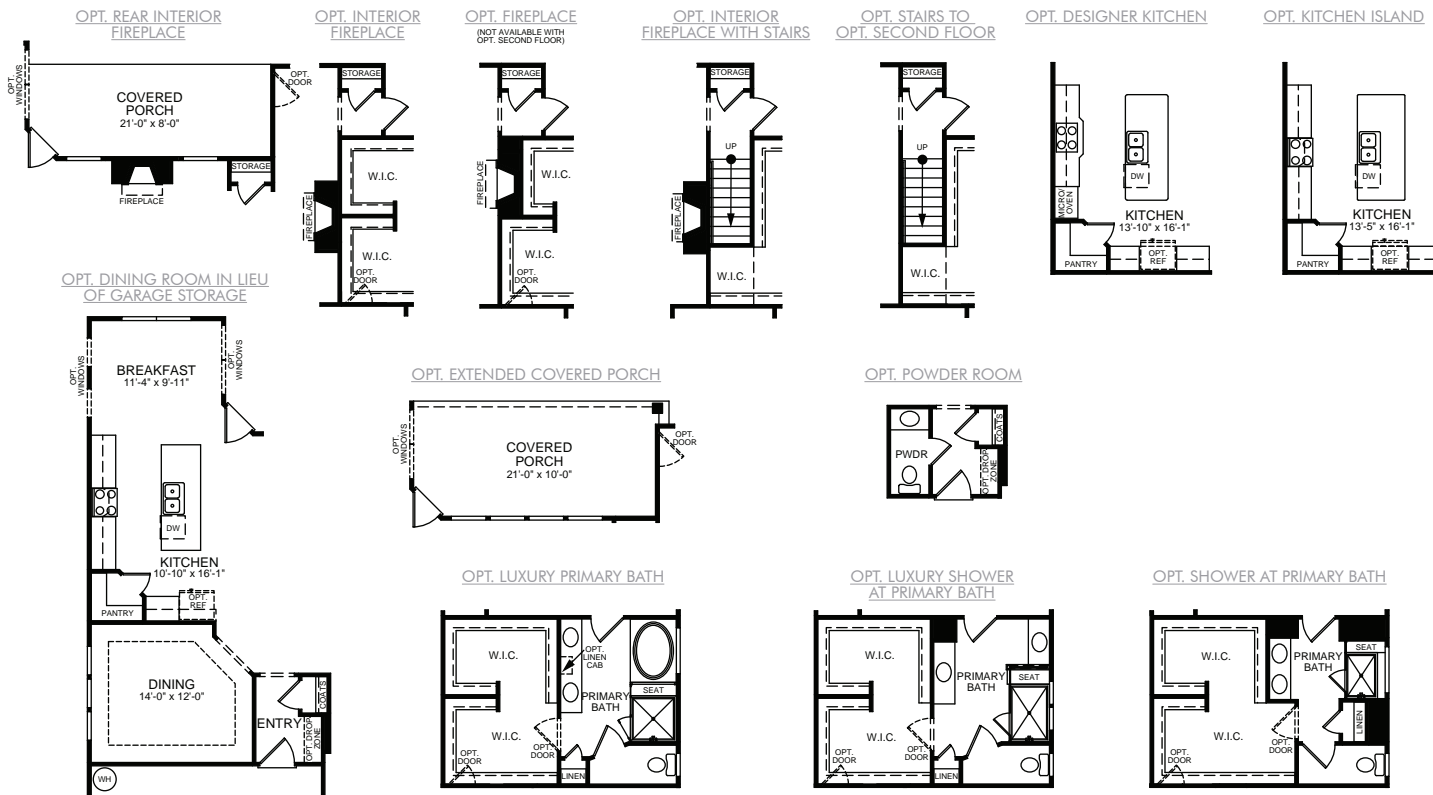 OPT. REAR INTERIOR
FIREPLACE
OPT. WINDOWS
OPT. DOOR
COVERED
PORCH
21'-0" x 8'-0"
STORAGE
FIREPLACE
OPT. INTERIOR
FIREPLACE
STORAGE
W.I.C.
FIREPLACE
W.I.C.
OPT.
DOOR
OPT. FIREPLACE
(NOT AVAILABLE WITH
OPT. SECOND FLOOR)
STORAGE
FIREPLACE
W.I.C.
W.I.C.
OPT.
DOOR
OPT. INTERIOR
FIREPLACE WITH STAIRS
STORAGE
UP
FIREPLACE
W.I.C.
OPT. STAIRS TO
OPT. SECOND FLOOR
STORAGE
UP
W.I.C.
OPT. DESIGNER KITCHEN
DW
MICRO/
OVEN
KITCHEN
13'-10" x 16'-1"
PANTRY
OPT.
REF
OPT. KITCHEN ISLAND
DW
KITCHEN
13'-5" x 16'-1"
PANTRY
OPT.
REF
OPT. DINING ROOM IN LIEU
OF GARAGE STORAGE
OPT.
WINDOWS
BREAKFAST
11'-4" x 9'-11"
OPT.
WINDOWS
DW
KITCHEN
10'-10" x 16'-1"
PANTRY
OPT.
REF
DINING
14'-0" x 12'-0"
ENTRY
COATS
OPT. DROP
ZONE
WH
OPT. EXTENDED COVERED PORCH
OPT.
WINDOWS
COVERED
PORCH
21'-0" x 10'-0"
OPT.
DOOR
OPT. POWDER ROOM
PWDR
COATS
OPT. DROP
ZONE
OPT. LUXURY PRIMARY BATH
W.I.C.
OPT.
LINEN
CAB
PRIMARY
BATH
SEAT
W.I.C.
OPT.
DOOR
OPT.
DOOR
LINEN
OPT. LUXURY SHOWER
AT PRIMARY BATH
W.I.C.
PRIMARY
BATH
SEAT
W.I.C.
OPT.
DOOR
OPT.
DOOR
LINEN
OPT. SHOWER AT PRIMARY BATH
W.I.C.
PRIMARY
BATH
SEAT
W.I.C.
LINEN
OPT.
DOOR
OPT.
DOOR